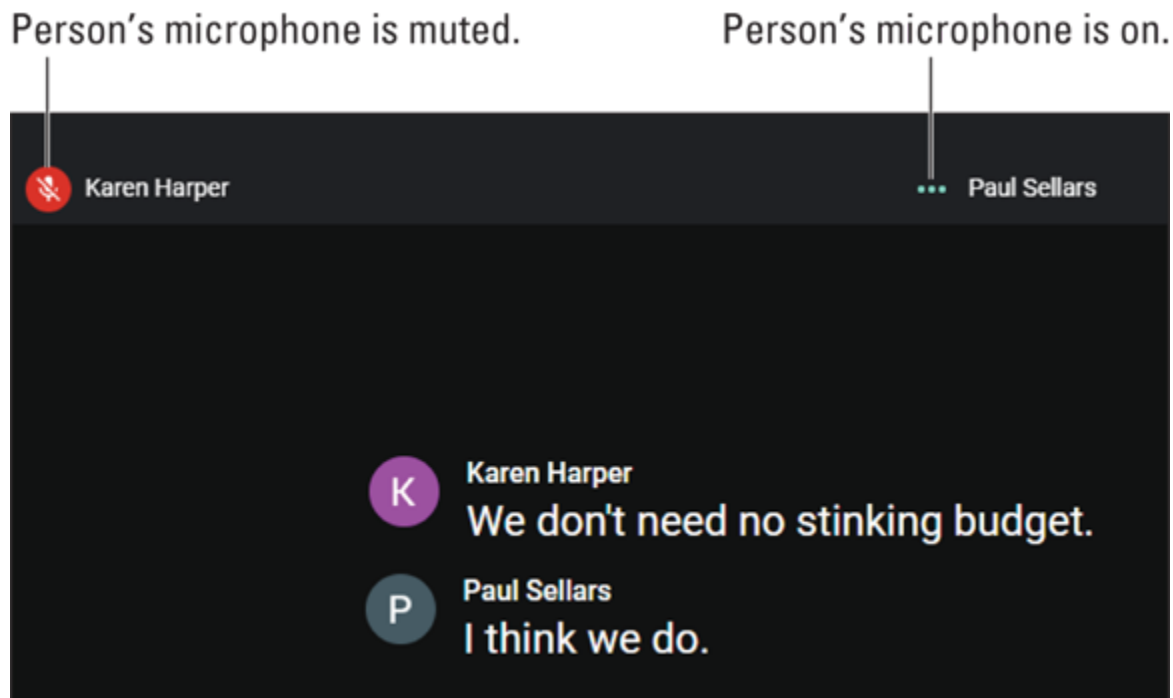 Person’s microphone is muted.
Person’s microphone is on.
Karen Harper
Paul Sellars
K
Karen Harper
We don't need no stinking budget.
P
Paul Sellars
I think we do.